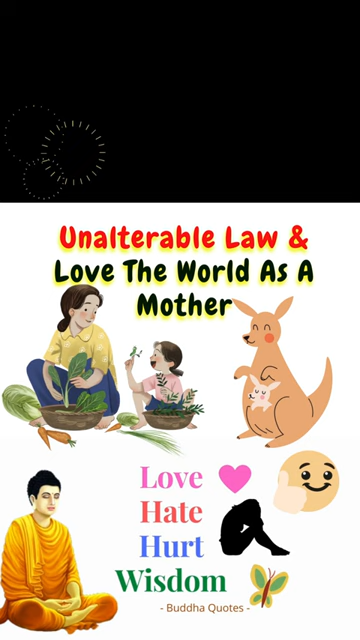 Unalterable Law &
Love The World As A
Mother
Love
Hate
Hurt
Wisdom
- Buddha Quotes -